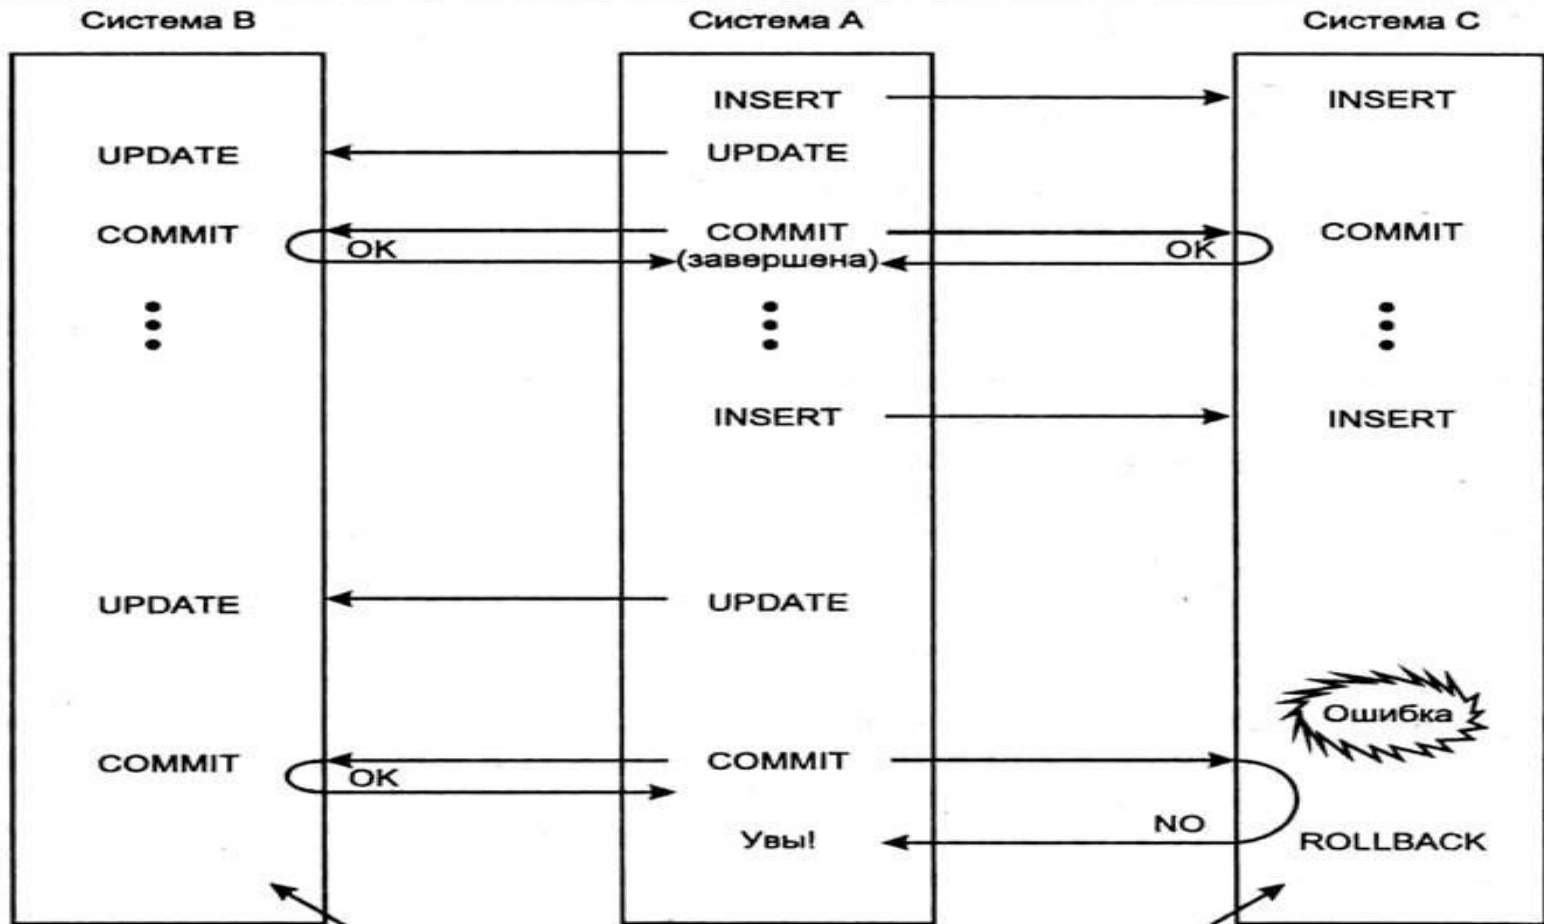 Система B Система A Система C
INSERT INSERT
UPDATE UPDATE
COMMIT COMMIT COMMIT
OK (завершена) OK
INSERT INSERT
UPDATE UPDATE
Ошибка
COMMIT COMMIT
OK
Увы! NO ROLLBACK